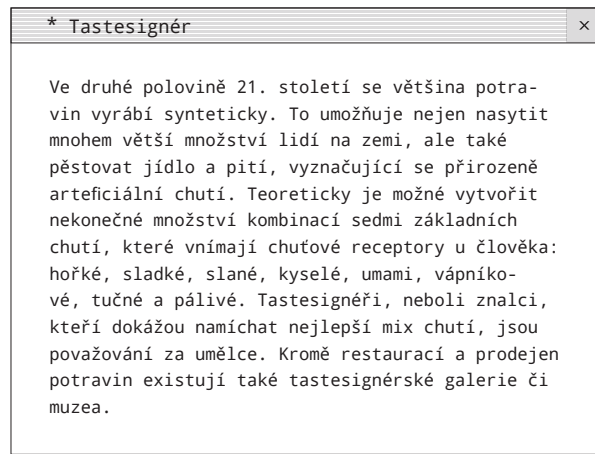 * Tastesignér ×
Ve druhé polovině 21. století se většina potra-
vin vyrábí synteticky. To umožňuje nejen nasytit
mnohem větší množství lidí na zemi, ale také
pěstovat jídlo a pití, vyznačující se přirozeně
arteficiální chutí. Teoreticky je možné vytvořit
nekonečné množství kombinací sedmi základních
chutí, které vnímají chuťové receptory u člověka:
hořké, sladké, slané, kyselé, umami, vápníko-
vé, tučné a pálivé. Tastesignéři, neboli znalci,
kteří dokážou namíchat nejlepší mix chutí, jsou
považování za umělce. Kromě restaurací a prodejen
potravin existují také tastesignérské galerie či
muzea.